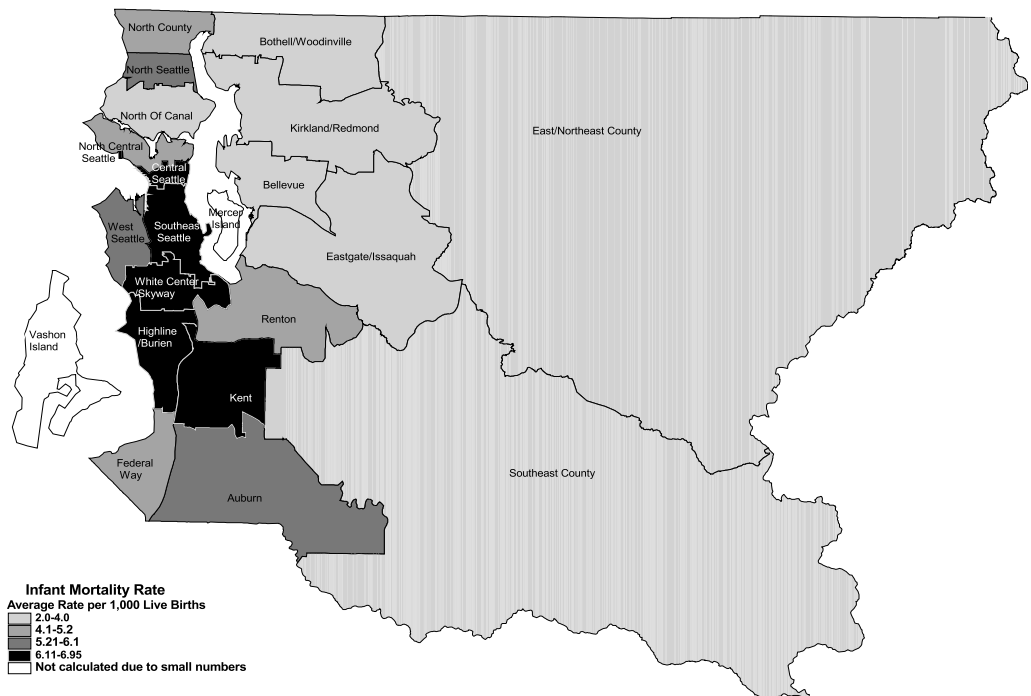 North County
Bothell/Woodinville
North Seattle
North Of Canal
Kirkland/Redmond
East/Northeast County
North Central
Seattle
Central
Seattle
Bellevue
Mercer
Island
West
Seattle
Southeas
Seattle
Eastgate/Issaquah
White Center
/Skyway
Renton
Vashon
Island
Highline
/Burien
Kent
Federal
Way
Southeast County
Auburn
Infant Mortality Rate
Average Rate per 1,000 Live Births
2.0-4.0
4.1-5.2
5.21-6.1
6.11-6.95
Not calculated due to small numbers